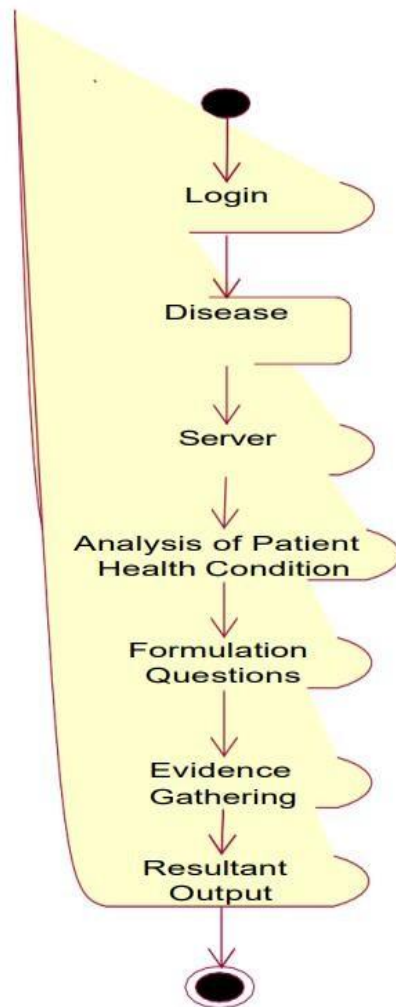 Login
Disease
Server
Analysis of Patient
Health Condition
Formulation
Questions
Evidence
Gathering
Resultant
Output